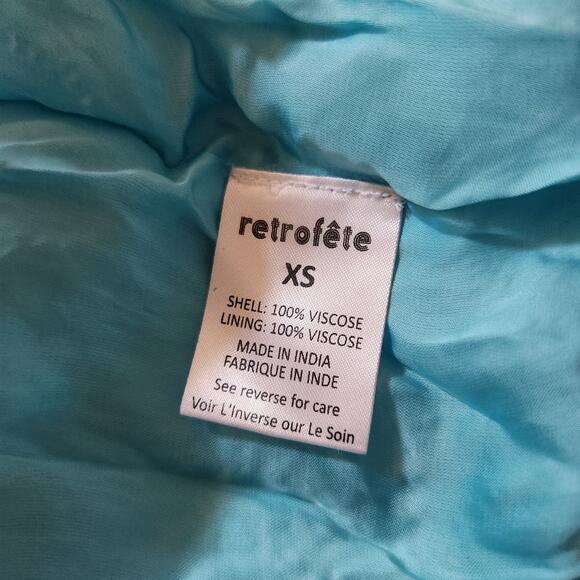 retrofête
XS
SHELL: 100% VISCOSE
LINING: 100% VISCOSE
MADE IN INDIA
FABRIQUE IN INDE
See reverse for care
Voir L'Inverse our Le Soin